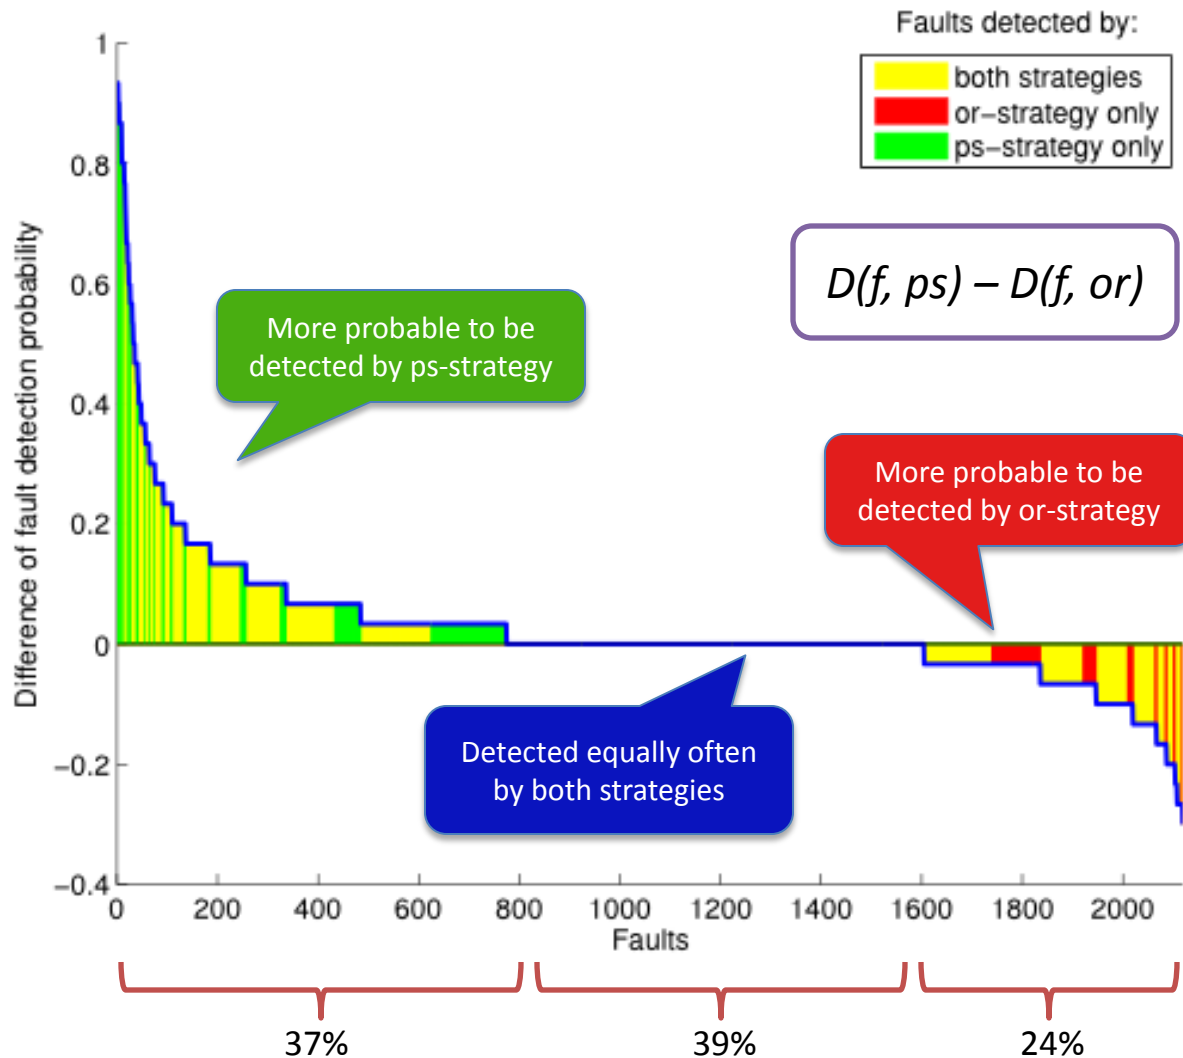 Faults detected by:
both strategies
or-strategy only
ps-strategy only
D(f, ps) – D(f, or)
More probable to be
detected by ps-strategy
More probable to be
detected by or-strategy
Detected equally often
by both strategies
Difference of fault detection probability
1
0.8
0.6
0.4
0.2
0
−0.2
−0.4
0 200 400 600 800 1000 1200 1400 1600 1800 2000
Faults
37% 39% 24%